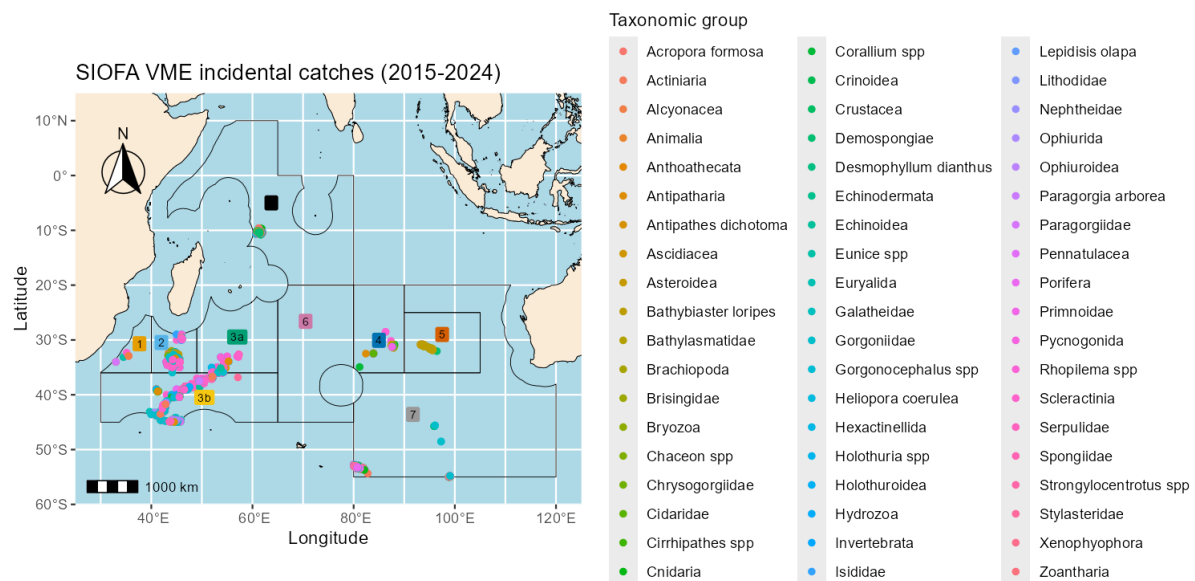 SIOFA VME incidental catches (2015-2024)
10°N
0°
10°S
20°S
30°S
40°S
50°S
60°S
Latitude
N
1
2
3a
3b
6
4
5
7
1000 km
40°E
60°E
80°E
100°E
120°E
Longitude
Taxonomic group
Acropora formosa
Actiniaria
Alcyonacea
Animalia
Anthoathecata
Antipatharia
Antipathes dichotoma
Ascidiacea
Asteroidea
Bathybiaster loripes
Bathylasmatidae
Brachiopoda
Brisingidae
Bryozoa
Chaceon spp
Chrysogorgiidae
Cidaridae
Cirrhipathes spp
Cnidaria
Corallium spp
Crinoidea
Crustacea
Demospongiae
Desmophyllum dianthus
Echinodermata
Echinoidea
Eunice spp
Euryalida
Galatheidae
Gorgoniidae
Gorgonocephalus spp
Heliopora coerulea
Hexactinellida
Holothuria spp
Holothuroidea
Hydrozoa
Invertebrata
Isididae
Lepidisis olapa
Lithodidae
Nephtheidae
Ophiurida
Ophiuroidea
Paragorgia arborea
Paragorgiidae
Pennatulacea
Porifera
Primnoidae
Pycnogonida
Rhopilema spp
Scleractinia
Serpulidae
Spongiidae
Strongylocentrotus spp
Stylasteridae
Xenophyophora
Zoantharia